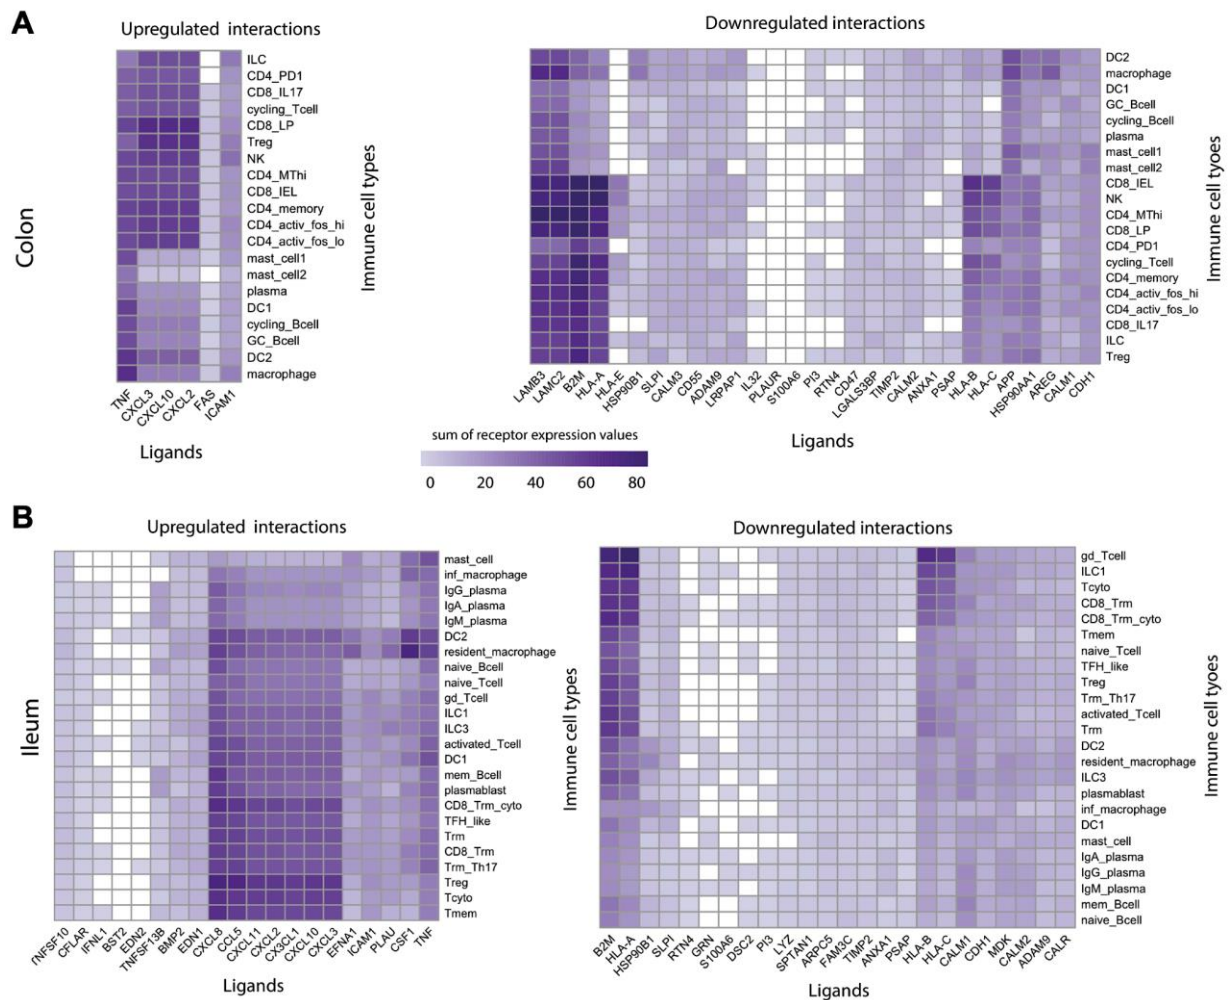 A
Upregulated interactions
Downregulated interactions
Colon
ILC
CD4_PD1
CD8_IL17
cycling_Tcell
CD8_LP
Treg
NK
CD4_MThi
CD8_IEL
CD4_memory
CD4_activ_fos_hi
CD4_activ_fos_lo
mast_cell1
mast_cell2
plasma
DC1
cycling_Bcell
GC_Bcell
DC2
macrophage
Immune cell types
TNF
CXCL3
CXCL10
CXCL2
FAS
ICAM1
Ligands
DC2
macrophage
DC1
GC_Bcell
cycling_Bcell
plasma
mast_cell1
mast_cell2
CD8_IEL
NK
CD4_MThi
CD8_LP
CD4_PD1
cycling_Tcell
CD4_memory
CD4_activ_fos_hi
CD4_activ_fos_lo
CD8_IL17
ILC
Treg
Immune cell tyoes
LAMB3
LAMC2
B2M
HLA-A
HLA-E
HSP90B1
SLPI
CALM3
CD55
ADAM9
LRPAP1
IL32
PLAUR
S100A6
PI3
RTN4
CD47
LGALS3BP
TIMP2
CALM2
ANXA1
PSAP
HLA-B
HLA-C
APP
HSP90AA1
AREG
CALM1
CDH1
Ligands
sum of receptor expression values
0 20 40 60 80
B
Upregulated interactions
Downregulated interactions
Ileum
mast_cell
inf_macrophage
IgG_plasma
IgA_plasma
IgM_plasma
DC2
resident_macrophage
naive_Bcell
naive_Tcell
gd_Tcell
ILC1
ILC3
activated_Tcell
DC1
mem_Bcell
plasmablast
CD8_Trm_cyto
TFH_like
Trm
CD8_Trm
Trm_Th17
Treg
Tcyto
Tmem
Immune cell types
rNFSF10
CFLAR
IFNL1
BST2
EDN2
TNFSF13B
BMP2
EDN1
CXCL8
CCL5
CXCL11
CXCL2
CX3CL1
CXCL10
CXCL3
EFNA1
ICAM1
PLAU
CSF1
TNF
Ligands
gd_Tcell
ILC1
Tcyto
CD8_Trm
CD8_Trm_cyto
Tmem
naive_Tcell
TFH_like
Treg
Trm_Th17
activated_Tcell
Trm
DC2
resident_macrophage
ILC3
plasmablast
inf_macrophage
DC1
mast_cell
IgA_plasma
IgG_plasma
IgM_plasma
mem_Bcell
naive_Bcell
Immune cell tyoes
B2M
HLA-A
HSP90B1
SLPI
RTN4
GRN
S100A6
DSC2
PI3
LYZ
SPTAN1
ARPC5
FAM3C
TIMP2
ANXA1
PSAP
HLA-B
HLA-C
CALM1
CDH1
MDK
CALM2
ADAM9
CALR
Ligands